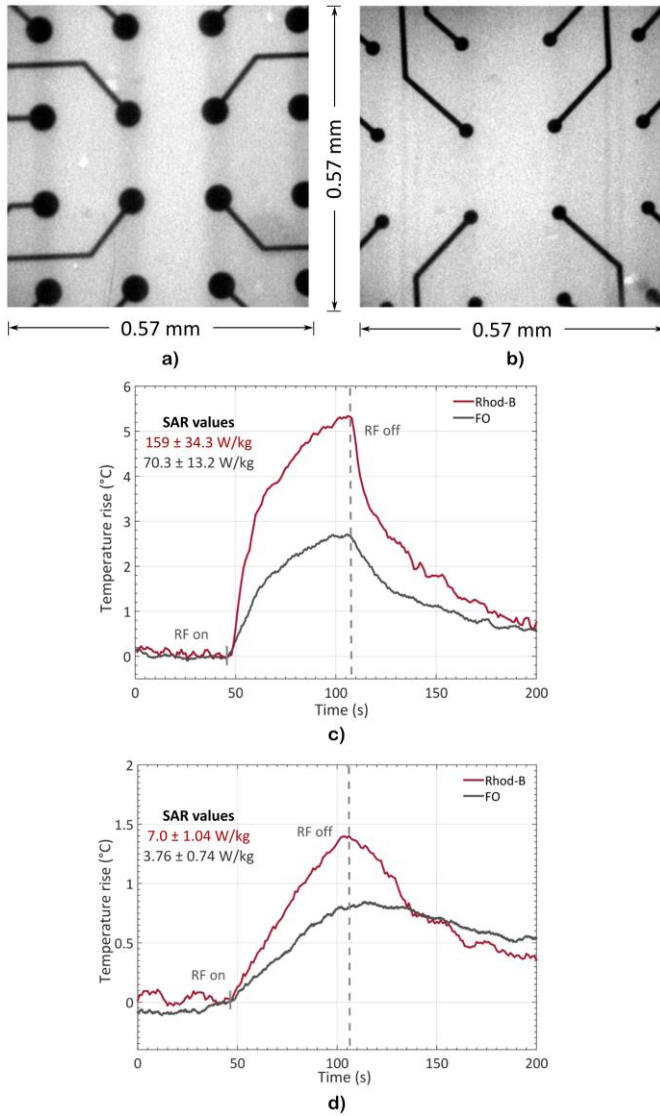 0.57 mm
0.57 mm
0.57 mm
a)
b)
SAR values
159 ± 34.3 W/kg
70.3 ± 13.2 W/kg
RF on
RF off
Rhod-B
FO
Temperature rise (°C)
6
5
4
3
2
1
0
0
50
100
150
200
Time (s)
c)
SAR values
7.0 ± 1.04 W/kg
3.76 ± 0.74 W/kg
RF on
RF off
Rhod-B
FO
Temperature rise (°C)
2
1.5
1
0.5
0
0
50
100
150
200
Time (s)
d)